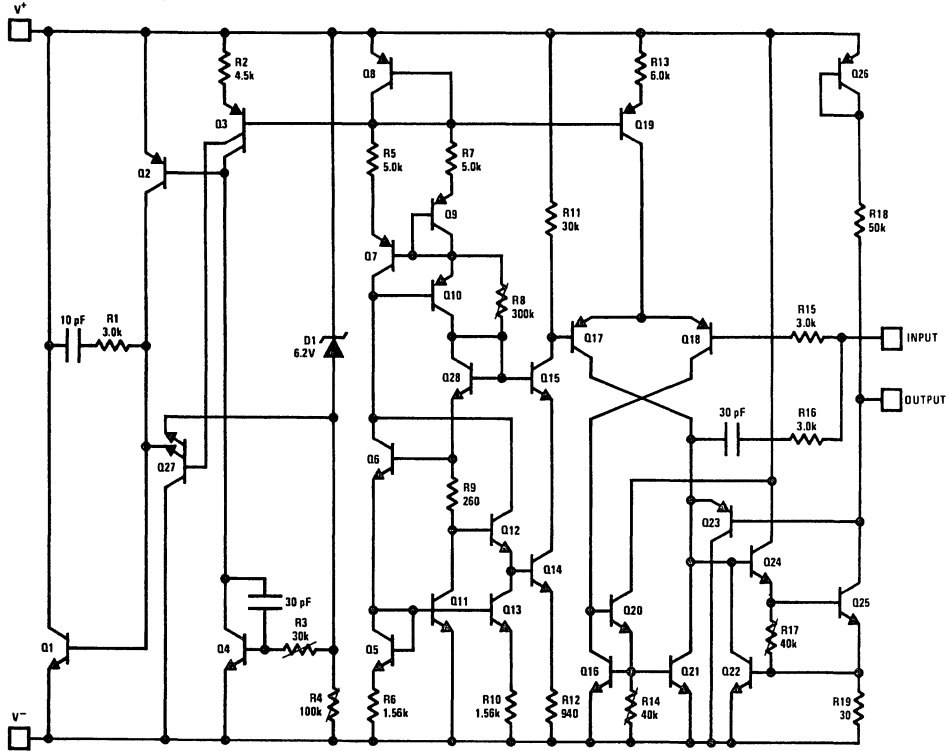 V+
R2
4.5k
Q8
R13
6.0k
Q26
Q3
Q19
R5
5.0k
R7
5.0k
Q2
Q9
R11
30k
R18
50k
Q7
Q10
R8
300k
10 pF
R1
3.0k
R15
3.0k
D1
6.2V
Q17
Q18
INPUT
Q28
Q15
OUTPUT
30 pF
R16
3.0k
Q27
Q6
R9
260
Q12
Q23
Q14
Q24
30 pF
Q11
Q13
Q20
Q25
R3
30k
R17
40k
Q1
Q4
Q5
Q16
Q21
Q22
R4
100k
R6
1.56k
R10
1.56k
R12
940
R14
40k
R19
30
V−